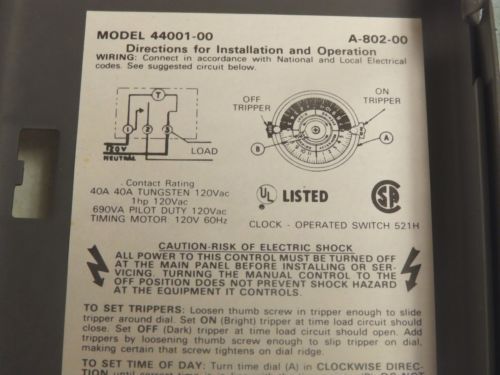 MODEL 44001-00 A-802-00
Directions for Installation and Operation
WIRING: Connect in accordance with National and Local Electrical
codes. See suggested circuit below.
T
OFF
TRIPPER
ON
TRIPPER
1 2 3
B A
120V
NEUTRAL
LOAD
Contact Rating
40A 40A TUNGSTEN 120Vac
1hp 120Vac
690VA PILOT DUTY 120Vac
TIMING MOTOR 120V 60Hz
UL LISTED SA
CLOCK - OPERATED SWITCH 521H
CAUTION-RISK OF ELECTRIC SHOCK
ALL POWER TO THIS CONTROL MUST BE TURNED OFF
AT THE MAIN PANEL BEFORE INSTALLING OR SER-
VICING. TURNING THE MANUAL CONTROL TO THE
OFF POSITION DOES NOT PREVENT SHOCK HAZARD
AT THE EQUIPMENT IT CONTROLS.
TO SET TRIPPERS: Loosen thumb screw in tripper enough to slide
tripper around dial. Set ON (Bright) tripper at time load circuit should
close. Set OFF (Dark) tripper at time load circuit should open. Add
trippers by loosening thumb screw enough to slip tripper on dial,
making certain that screw tightens on dial ridge.
TO SET TIME OF DAY: Turn time dial (A) in CLOCKWISE DIREC-
TION until correct time is